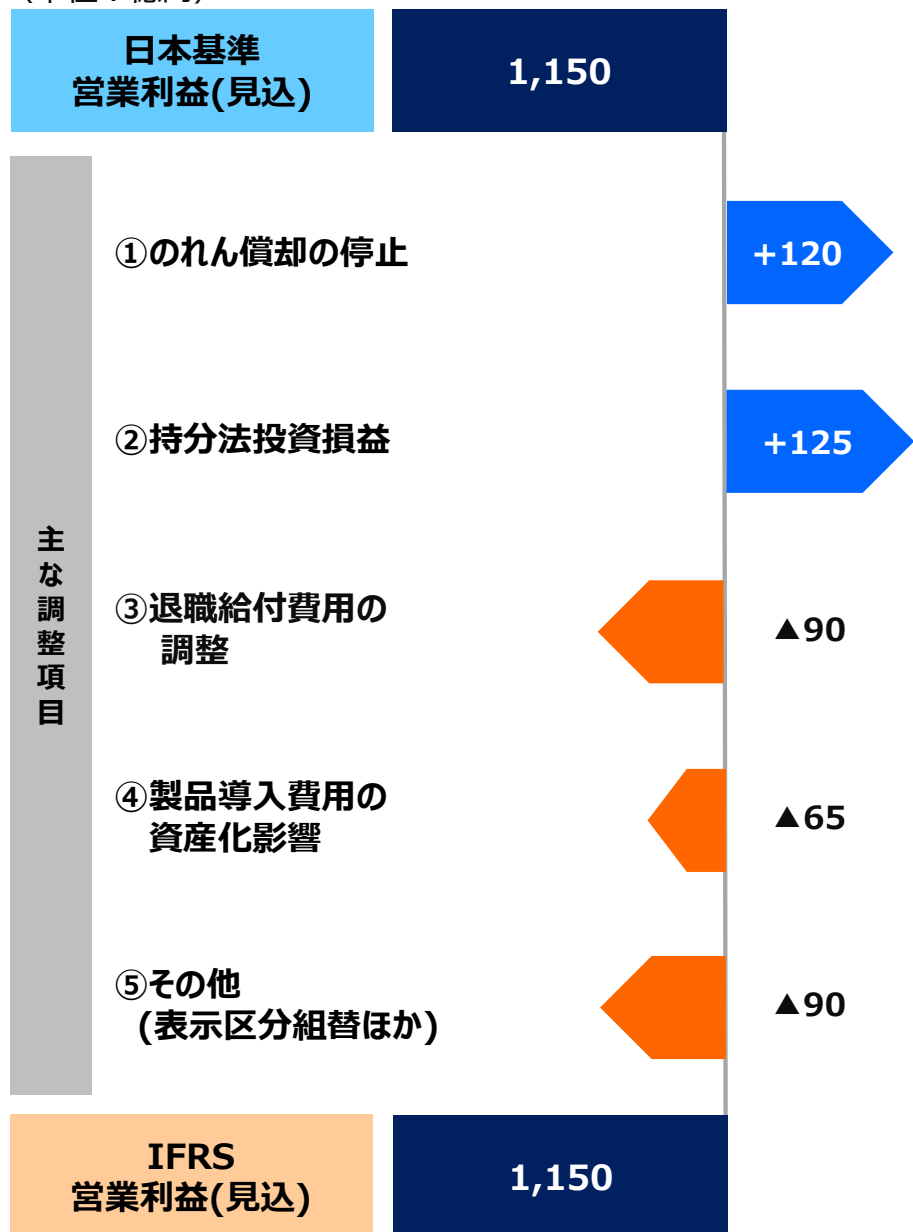 日本基準
営業利益(見込)
1,150
主な調整項目
①のれん償却の停止
+120
②持分法投資損益
+125
③退職給付費用の
調整
▲90
④製品導入費用の
資産化影響
▲65
⑤その他
(表示区分組替ほか)
▲90
IFRS
営業利益(見込)
1,150